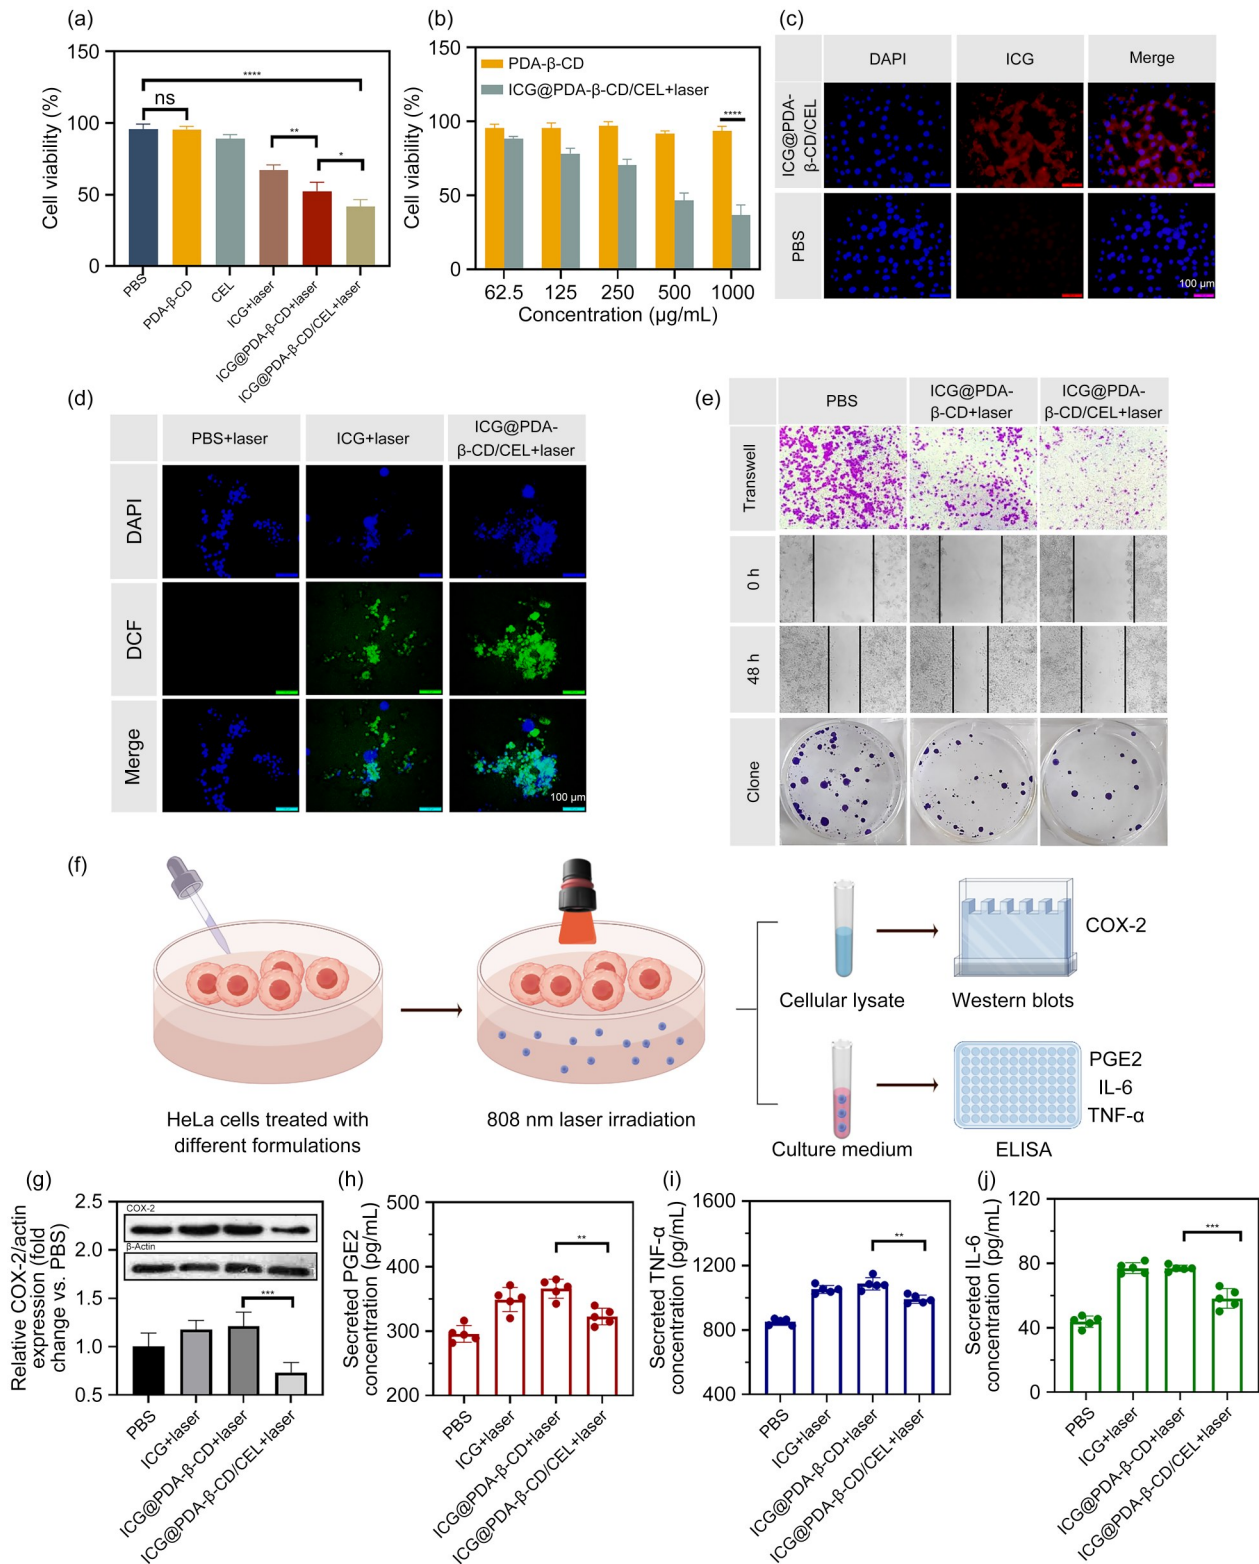 (a)
Cell viability (%)
150
100
50
0
ns
****
**
*
PBS
PDA-β-CD
CEL
ICG+laser
ICG@PDA-β-CD+laser
ICG@PDA-β-CD/CEL+laser
(b)
Cell viability (%)
150
100
50
0
PDA-β-CD
ICG@PDA-β-CD/CEL+laser
****
62.5 125 250 500 1000
Concentration (µg/mL)
(c)
DAPI ICG Merge
ICG@PDA-
β-CD/CEL
PBS
100 µm
(d)
PBS+laser
ICG+laser
ICG@PDA-
β-CD/CEL+laser
DAPI
DCF
Merge
100 µm
(e)
PBS
ICG@PDA-
β-CD+laser
ICG@PDA-
β-CD/CEL+laser
Transwell
0 h
48 h
Clone
(f)
HeLa cells treated with
different formulations
808 nm laser irradiation
Cellular lysate
Western blots
COX-2
Culture medium
ELISA
PGE2
IL-6
TNF-α
(g)
Relative COX-2/actin
expression (fold
change vs. PBS)
2.5
2.0
1.5
1.0
0.5
COX-2
β-Actin
***
PBS
ICG+laser
ICG@PDA-β-CD+laser
ICG@PDA-β-CD/CEL+laser
(h)
Secreted PGE2
concentration (pg/mL)
500
400
300
200
**
PBS
ICG+laser
ICG@PDA-β-CD+laser
ICG@PDA-β-CD/CEL+laser
(i)
Secreted TNF-α
concentration (pg/mL)
1600
1200
800
400
**
PBS
ICG+laser
ICG@PDA-β-CD+laser
ICG@PDA-β-CD/CEL+laser
(j)
Secreted IL-6
concentration (pg/mL)
120
80
40
0
***
PBS
ICG+laser
ICG@PDA-β-CD+laser
ICG@PDA-β-CD/CEL+laser